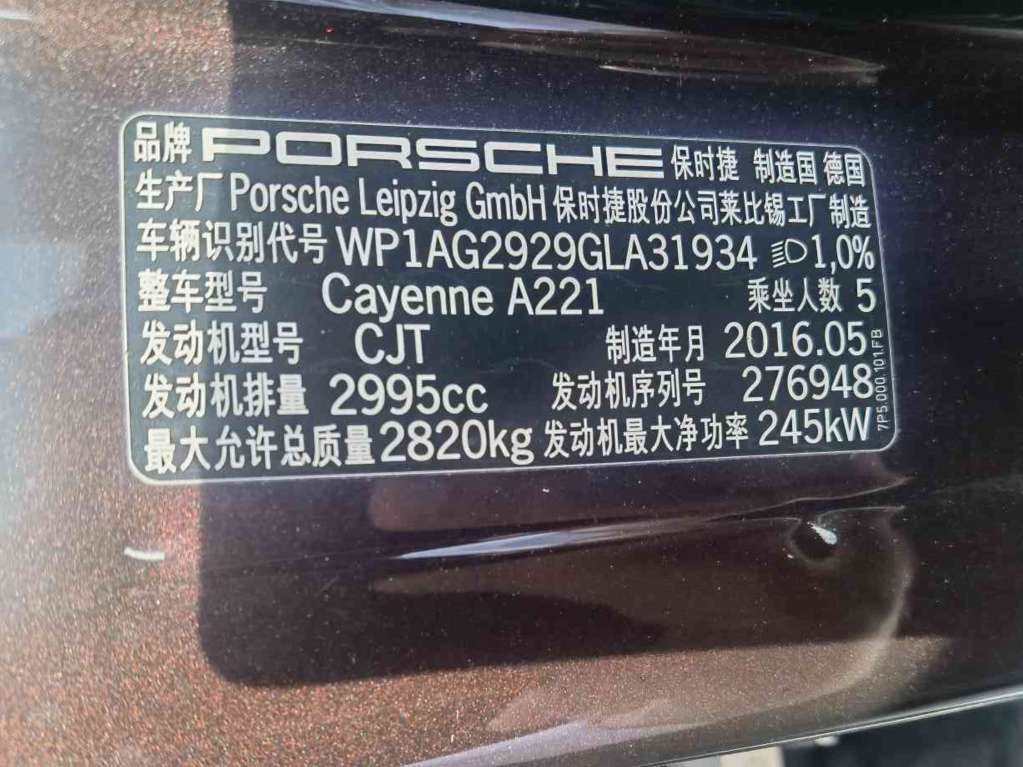 品牌 PORSCHE 保时捷 制造国 德国
生产厂 Porsche Leipzig GmbH 保时捷股份公司莱比锡工厂制造
车辆识别代号 WP1AG2929GLA31934 1,0%
整车型号 Cayenne A221 乘坐人数 5
发动机型号 CJT 制造年月 2016.05
发动机排量 2995cc 发动机序列号 276948
最大允许总质量 2820kg 发动机最大净功率 245kW
7P5.000.101.FB